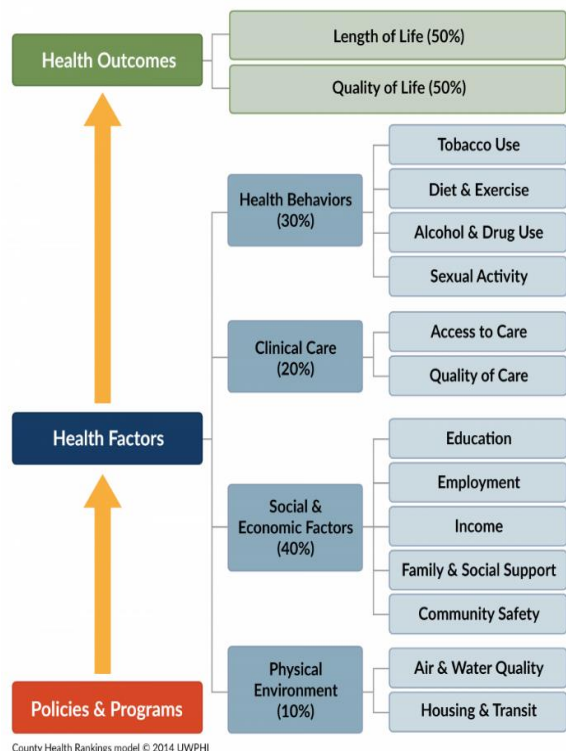 Health Outcomes
Length of Life (50%)
Quality of Life (50%)
Health Factors
Health Behaviors
(30%)
Tobacco Use
Diet & Exercise
Alcohol & Drug Use
Sexual Activity
Clinical Care
(20%)
Access to Care
Quality of Care
Social &
Economic Factors
(40%)
Education
Employment
Income
Family & Social Support
Community Safety
Physical
Environment
(10%)
Air & Water Quality
Housing & Transit
Policies & Programs
County Health Rankings model © 2014 UWPHI